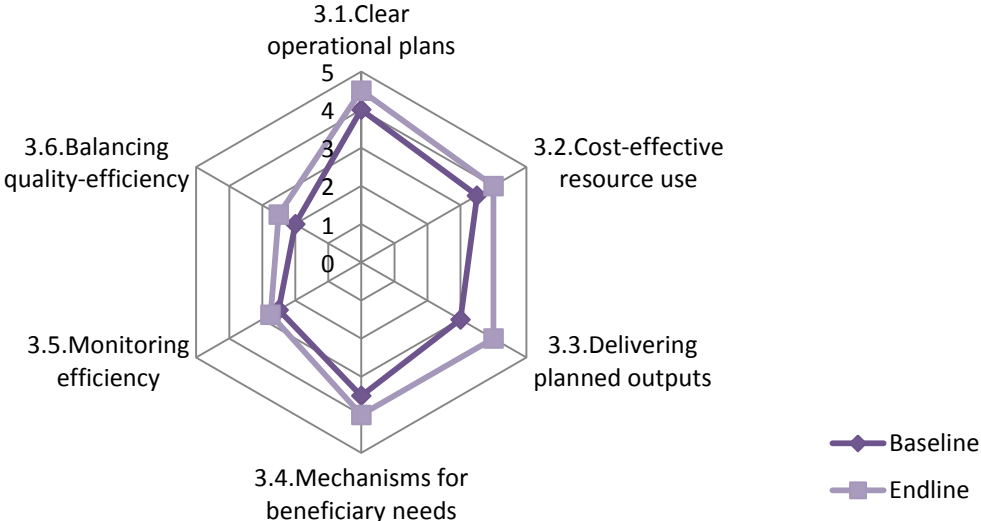 3.1.Clear
operational plans
5
4
3
2
1
0
3.2.Cost-effective
resource use
3.3.Delivering
planned outputs
3.4.Mechanisms for
beneficiary needs
3.5.Monitoring
efficiency
3.6.Balancing
quality-efficiency
Baseline
Endline